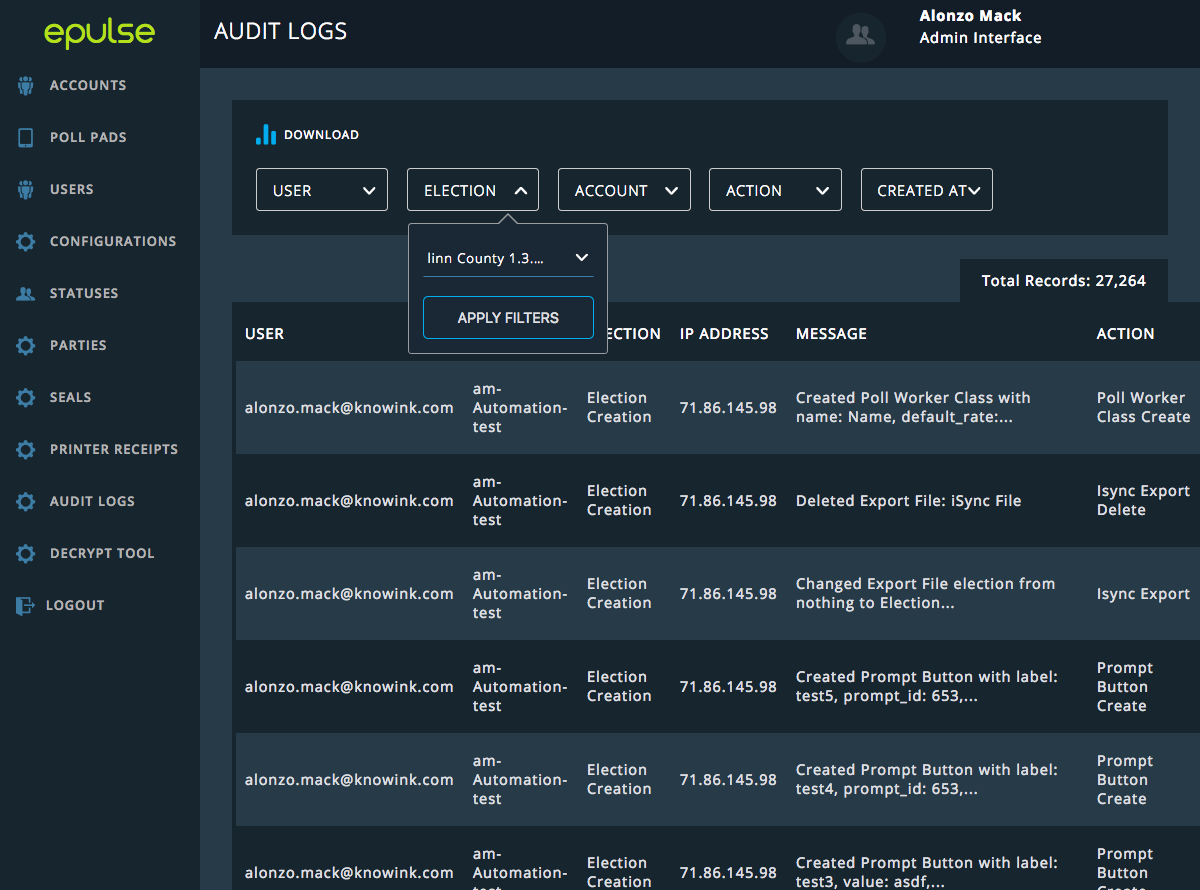 epulse
AUDIT LOGS
Alonzo Mack
Admin Interface
ACCOUNTS
POLL PADS
USERS
CONFIGURATIONS
STATUSES
PARTIES
SEALS
PRINTER RECEIPTS
AUDIT LOGS
DECRYPT TOOL
LOGOUT
DOWNLOAD
USER ELECTION ACCOUNT ACTION CREATED AT
linn County 1.3....
APPLY FILTERS
Total Records: 27,264
USER ECTION IP ADDRESS MESSAGE ACTION
alonzo.mack@knowink.com
am-
Automation-
test
Election
Creation
71.86.145.98
Created Poll Worker Class with
name: Name, default_rate:...
Poll Worker
Class Create
alonzo.mack@knowink.com
am-
Automation-
test
Election
Creation
71.86.145.98
Deleted Export File: iSync File
Isync Export
Delete
alonzo.mack@knowink.com
am-
Automation-
test
Election
Creation
71.86.145.98
Changed Export File election from
nothing to Election...
Isync Export
alonzo.mack@knowink.com
am-
Automation-
test
Election
Creation
71.86.145.98
Created Prompt Button with label:
test5, prompt_id: 653,...
Prompt
Button
Create
alonzo.mack@knowink.com
am-
Automation-
test
Election
Creation
71.86.145.98
Created Prompt Button with label:
test4, prompt_id: 653,...
Prompt
Button
Create
alonzo.mack@knowink.com
am-
Automation-
test
Election
Creation
71.86.145.98
Created Prompt Button with label:
test3, value: asdf,...
Prompt
Button
Create